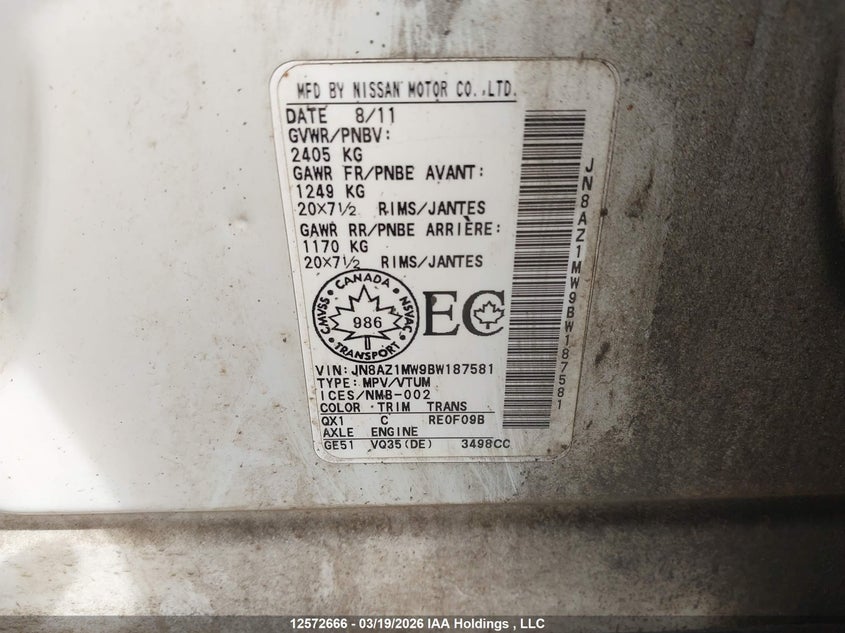 MFD BY NISSAN MOTOR CO.,LTD.
DATE 8/11
GVWR/PNBV:
2405 KG
GAWR FR/PNBE AVANT:
1249 KG
20×7½ RIMS/JANTES
GAWR RR/PNBE ARRIÈRE:
1170 KG
20×7½ RIMS/JANTES
CANADA
CMVSS • NSVAC
986
TRANSPORT
EC
VIN: JN8AZ1MW9BW187581
TYPE: MPV/VTUM
ICES/NMB-002
COLOR TRIM TRANS
QX1 C RE0F09B
AXLE ENGINE
GE51 VQ35(DE) 3498CC
JN8AZ1MW9BW187581
12572666 - 03/19/2026 IAA Holdings , LLC